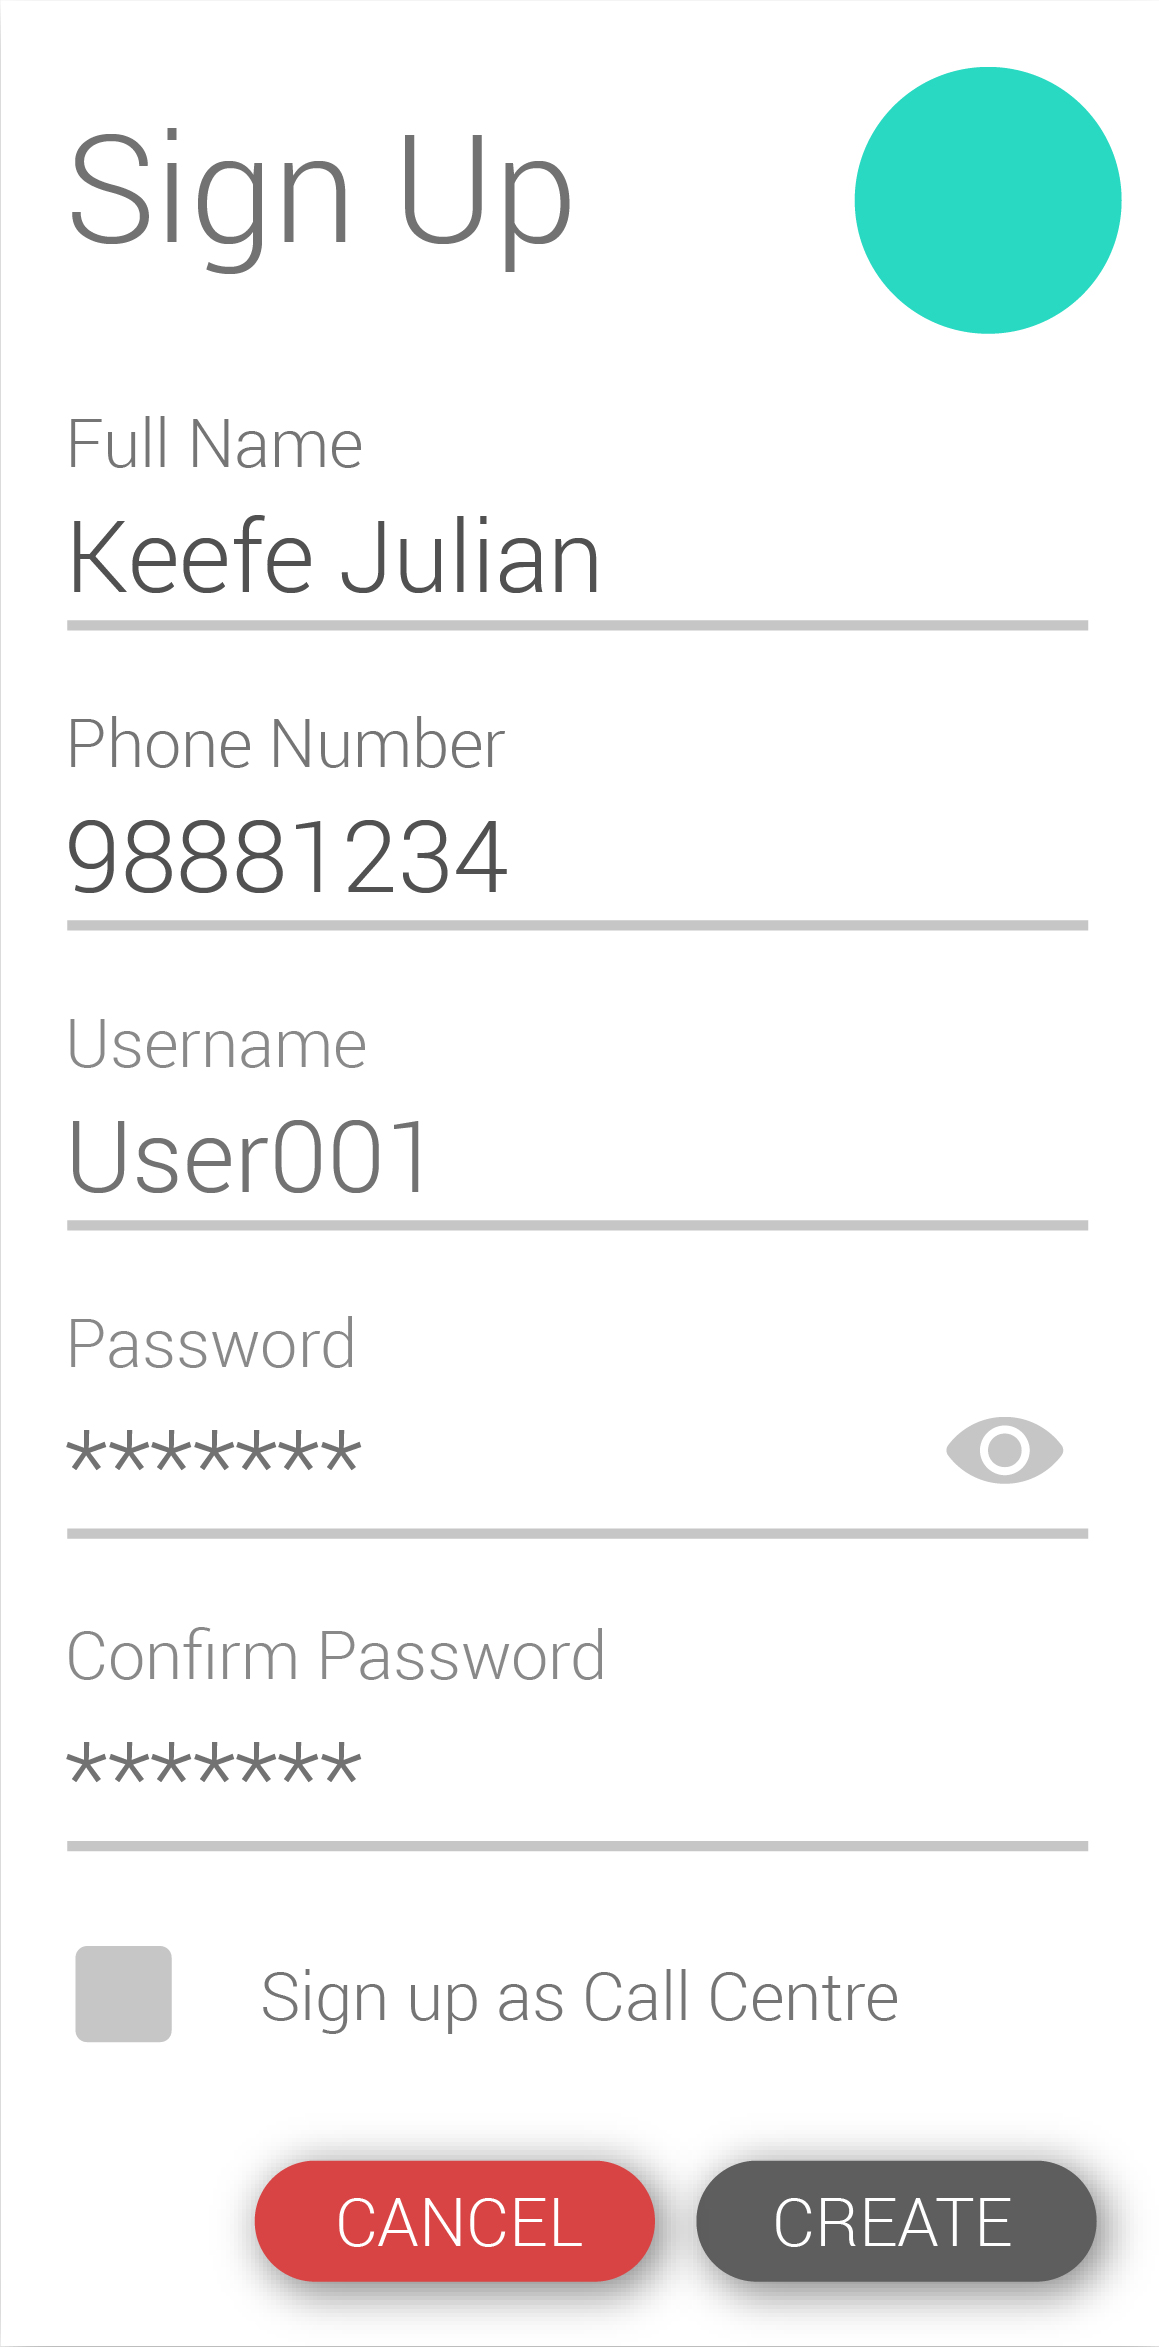 Sign Up
Full Name
Keefe Julian
Phone Number
98881234
Username
User001
Password
*******
Confirm Password
*******
Sign up as Call Centre
CANCEL CREATE